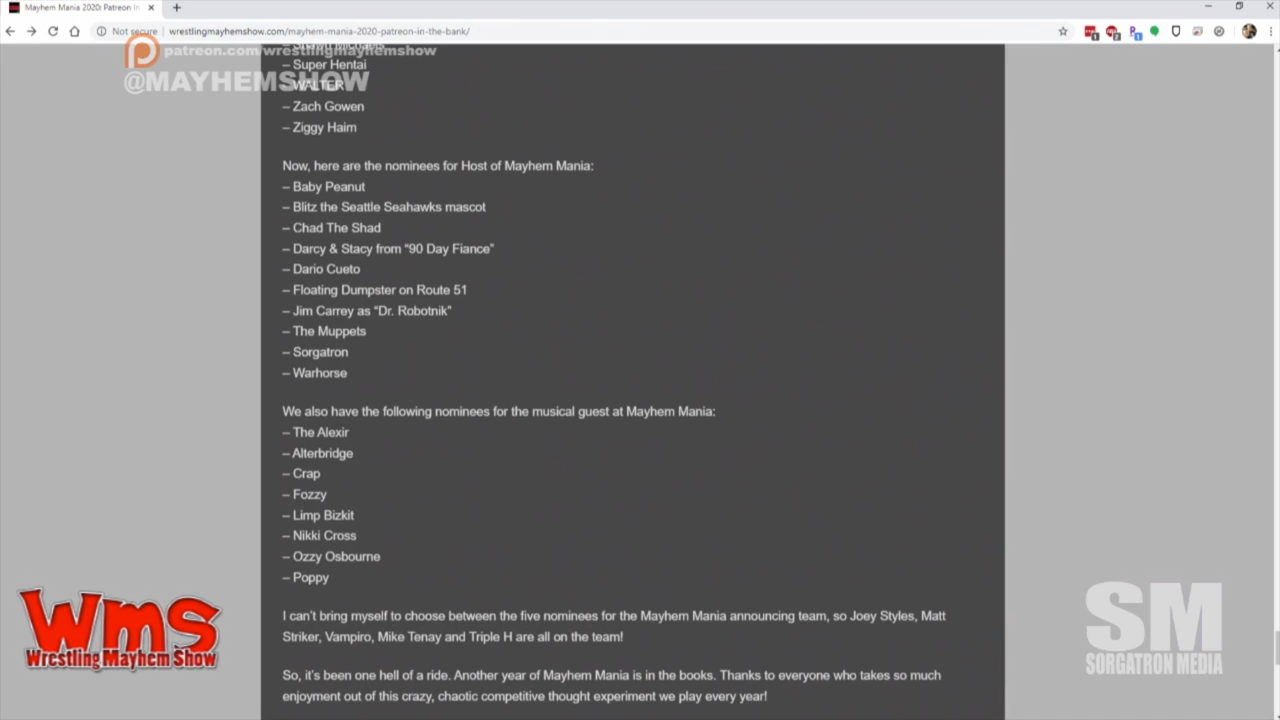 Mayhem Mania 2020: Patreon In
Not secure
wrestlingmayhemshow.com/mayhem-mania-2020-patreon-in-the-bank/
patreon.com/wrestlingmayhemshow
– Shawn Michaels
– Super Hentai
@MAYHEMSHOW
– WALTER
– Zach Gowen
– Ziggy Haim
Now, here are the nominees for Host of Mayhem Mania:
– Baby Peanut
– Blitz the Seattle Seahawks mascot
– Chad The Shad
– Darcy & Stacy from “90 Day Fiance”
– Dario Cueto
– Floating Dumpster on Route 51
– Jim Carrey as “Dr. Robotnik”
– The Muppets
– Sorgatron
– Warhorse
We also have the following nominees for the musical guest at Mayhem Mania:
– The Alexir
– Alterbridge
– Crap
– Fozzy
– Limp Bizkit
– Nikki Cross
– Ozzy Osbourne
– Poppy
I can’t bring myself to choose between the five nominees for the Mayhem Mania announcing team, so Joey Styles, Matt
Striker, Vampiro, Mike Tenay and Triple H are all on the team!
So, it’s been one hell of a ride. Another year of Mayhem Mania is in the books. Thanks to everyone who takes so much
enjoyment out of this crazy, chaotic competitive thought experiment we play every year!
wms
Wrestling Mayhem Show
SM
SORGATRON MEDIA